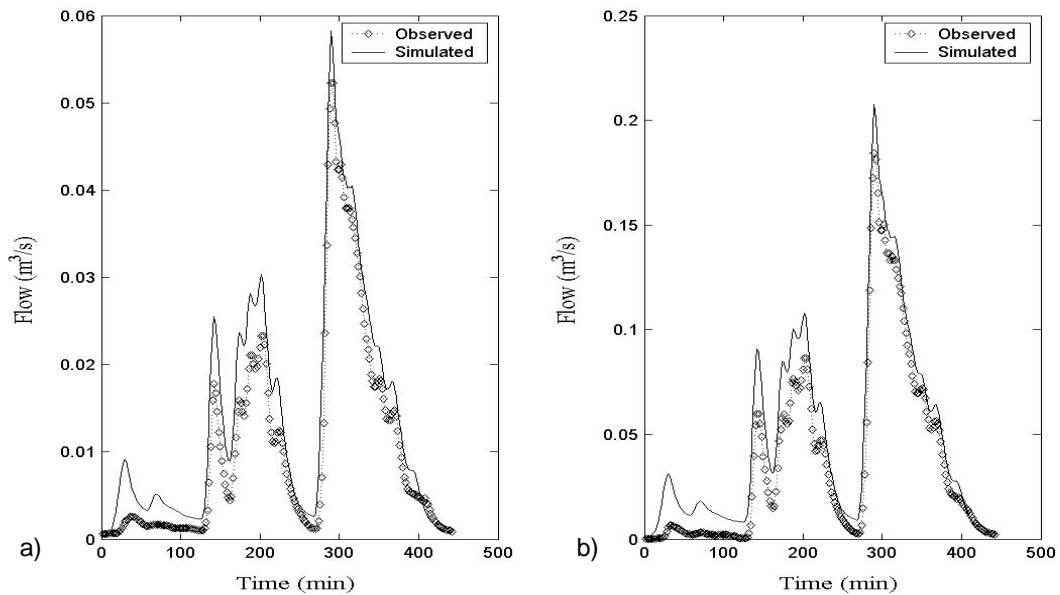 0.06
0.05
0.04
0.03
0.02
0.01
0
Flow (m³/s)
Observed
Simulated
0 100 200 300 400 500
Time (min)
a)
0.25
0.2
0.15
0.1
0.05
0
Flow (m³/s)
Observed
Simulated
0 100 200 300 400 500
Time (min)
b)